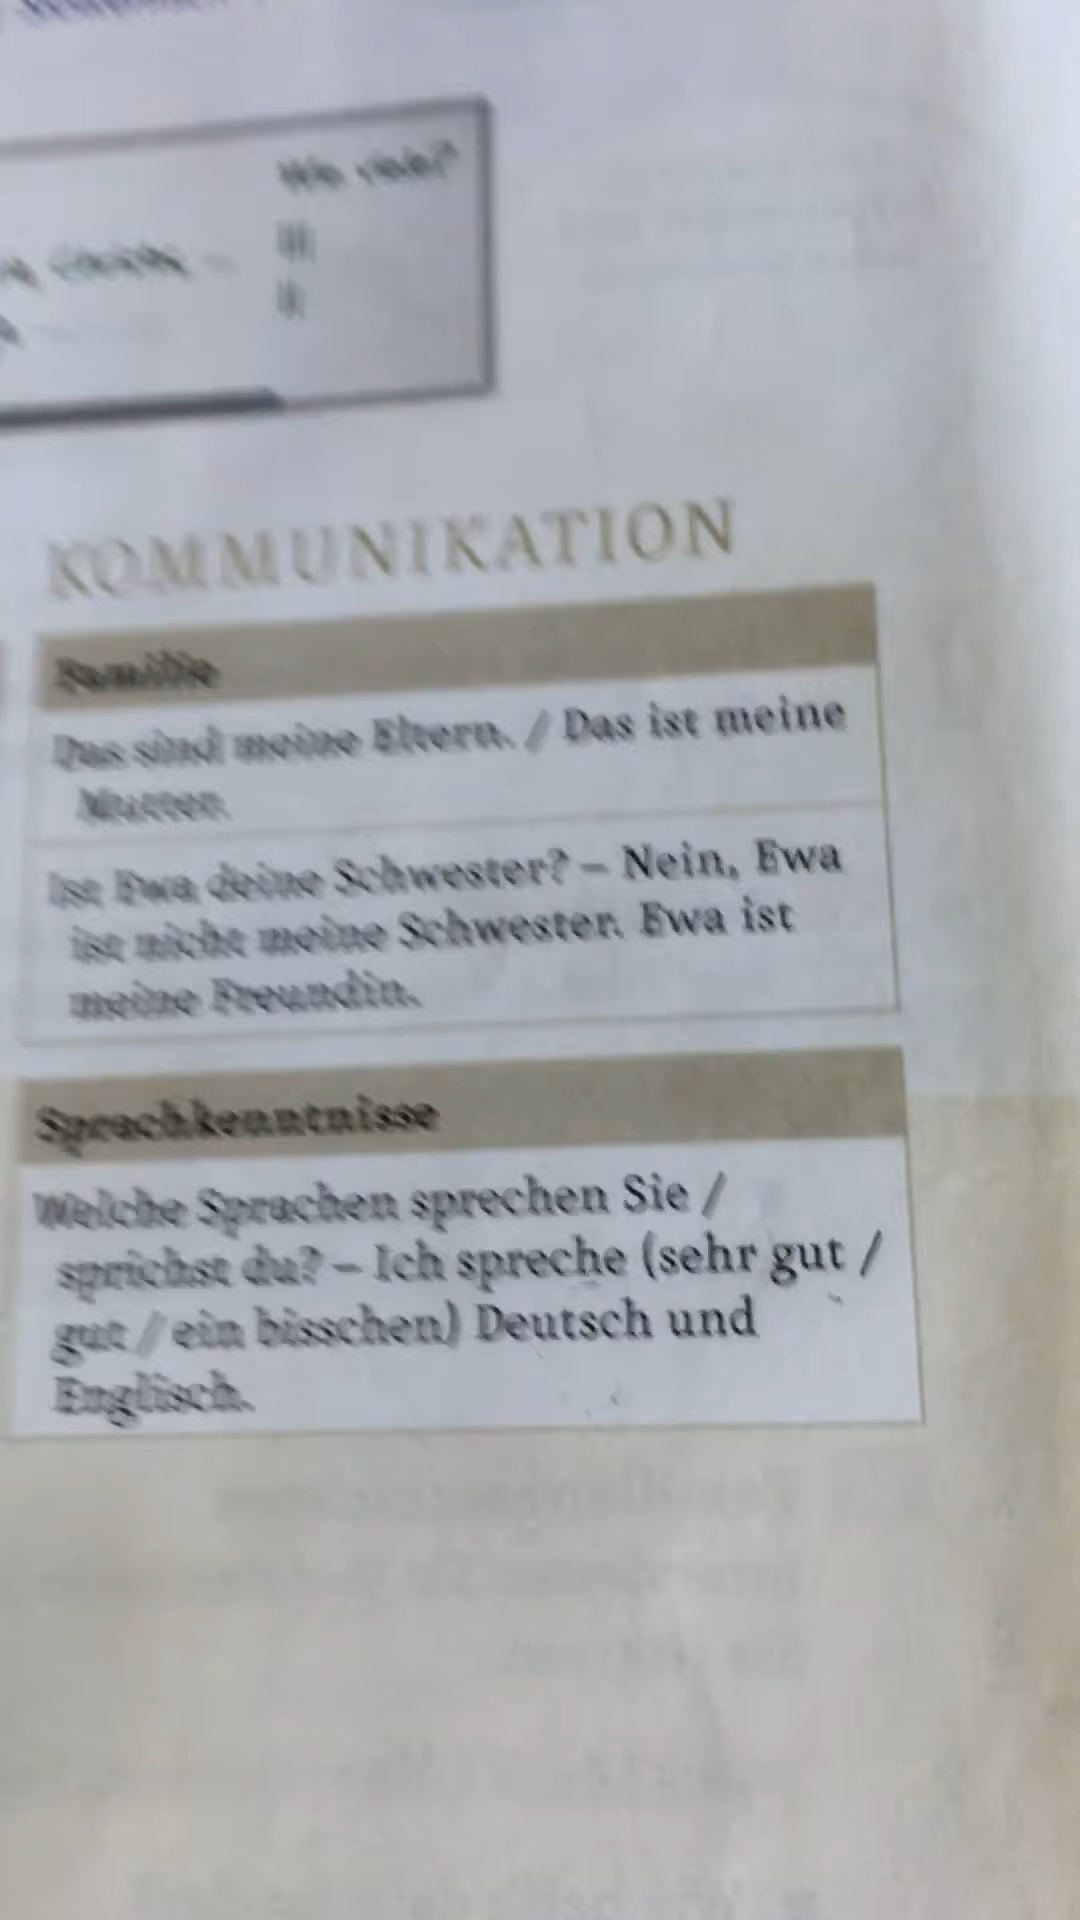 Wie viele?
KOMMUNIKATION
Familie
Das sind meine Eltern. / Das ist meine
Mutter.
Ist Ewa deine Schwester? – Nein, Ewa
ist nicht meine Schwester. Ewa ist
meine Freundin.
Sprachkenntnisse
Welche Sprachen sprechen Sie /
sprichst du? – Ich spreche (sehr gut /
gut / ein bisschen) Deutsch und
Englisch.